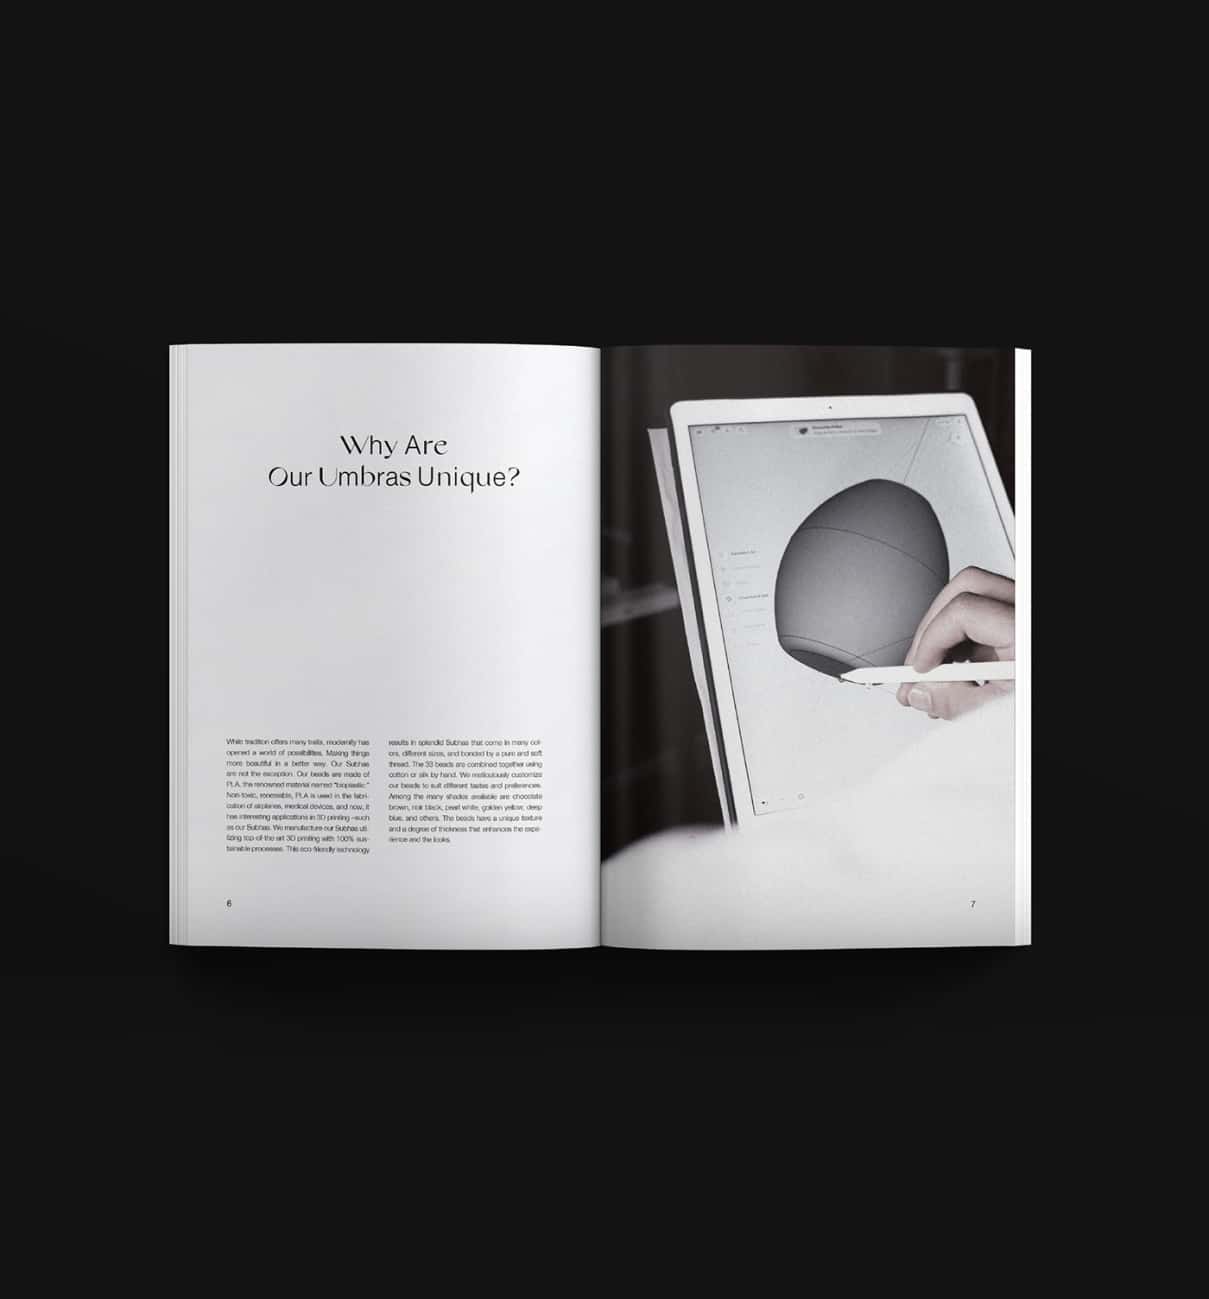 Why Are
Our Umbras Unique?
While tradition offers many traits, modernity has
opened a world of possibilities. Making things
more beautiful in a better way. Our Subhas
are not the exception. Our beads are made of
PLA, the renowned material named "bioplastic."
Non-toxic, renewable, PLA is used in the fabri-
cation of airplanes, medical devices, and now, it
has interesting applications in 3D printing –such
as our Subhas. We manufacture our Subhas uti-
lizing top-of-the-art 3D printing with 100% sus-
tainable processes. This eco-friendly technology
results in splendid Subhas that come in many col-
ors, different sizes, and bonded by a pure and soft
thread. The 33 beads are combined together using
cotton or silk by hand. We meticulously customize
our beads to suit different tastes and preferences.
Among the many shades available are chocolate
brown, noir black, pearl white, golden yellow, deep
blue, and others. The beads have a unique texture
and a degree of thickness that enhances the expe-
rience and the looks.
6
7